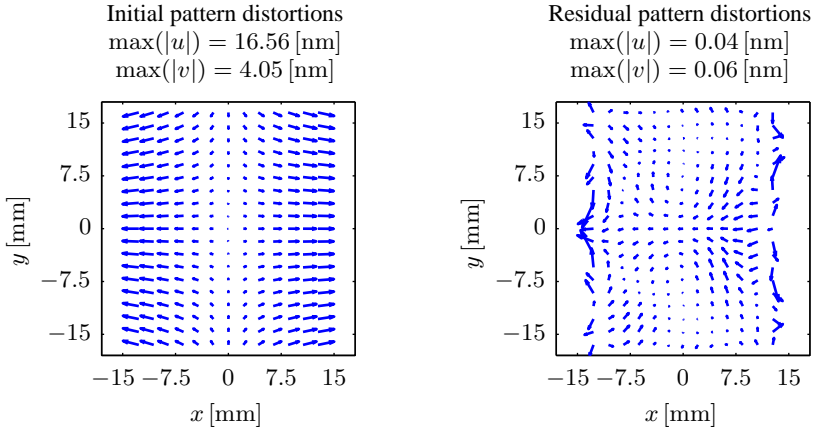 Initial pattern distortions
max(|u|) = 16.56 [nm]
max(|v|) = 4.05 [nm]
15
7.5
0
−7.5
−15
y [mm]
−15 −7.5 0 7.5 15
x [mm]
Residual pattern distortions
max(|u|) = 0.04 [nm]
max(|v|) = 0.06 [nm]
15
7.5
0
−7.5
−15
y [mm]
−15 −7.5 0 7.5 15
x [mm]